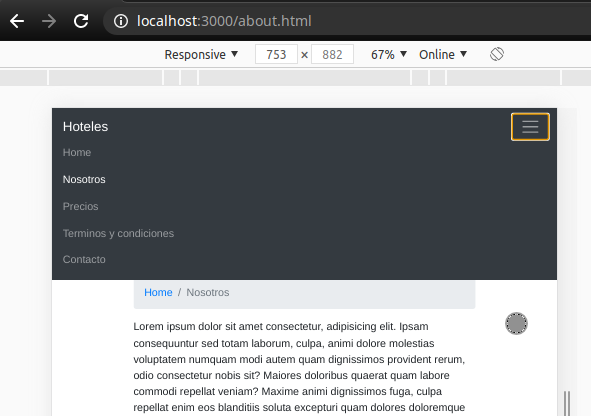 localhost:3000/about.html
Responsive ▼ 753 × 882 67% ▼ Online ▼
Hoteles
Home
Nosotros
Precios
Terminos y condiciones
Contacto
Home / Nosotros
Lorem ipsum dolor sit amet consectetur, adipisicing elit. Ipsam
consequuntur sed totam laborum, culpa, animi dolore molestias
voluptatem numquam modi autem quam dignissimos provident rerum,
odio consectetur nobis sit? Maiores doloribus quaerat quam labore
commodi repellat veniam? Maxime animi dignissimos fuga, culpa
repellat enim eos blanditiis soluta excepturi quam dolores doloremque